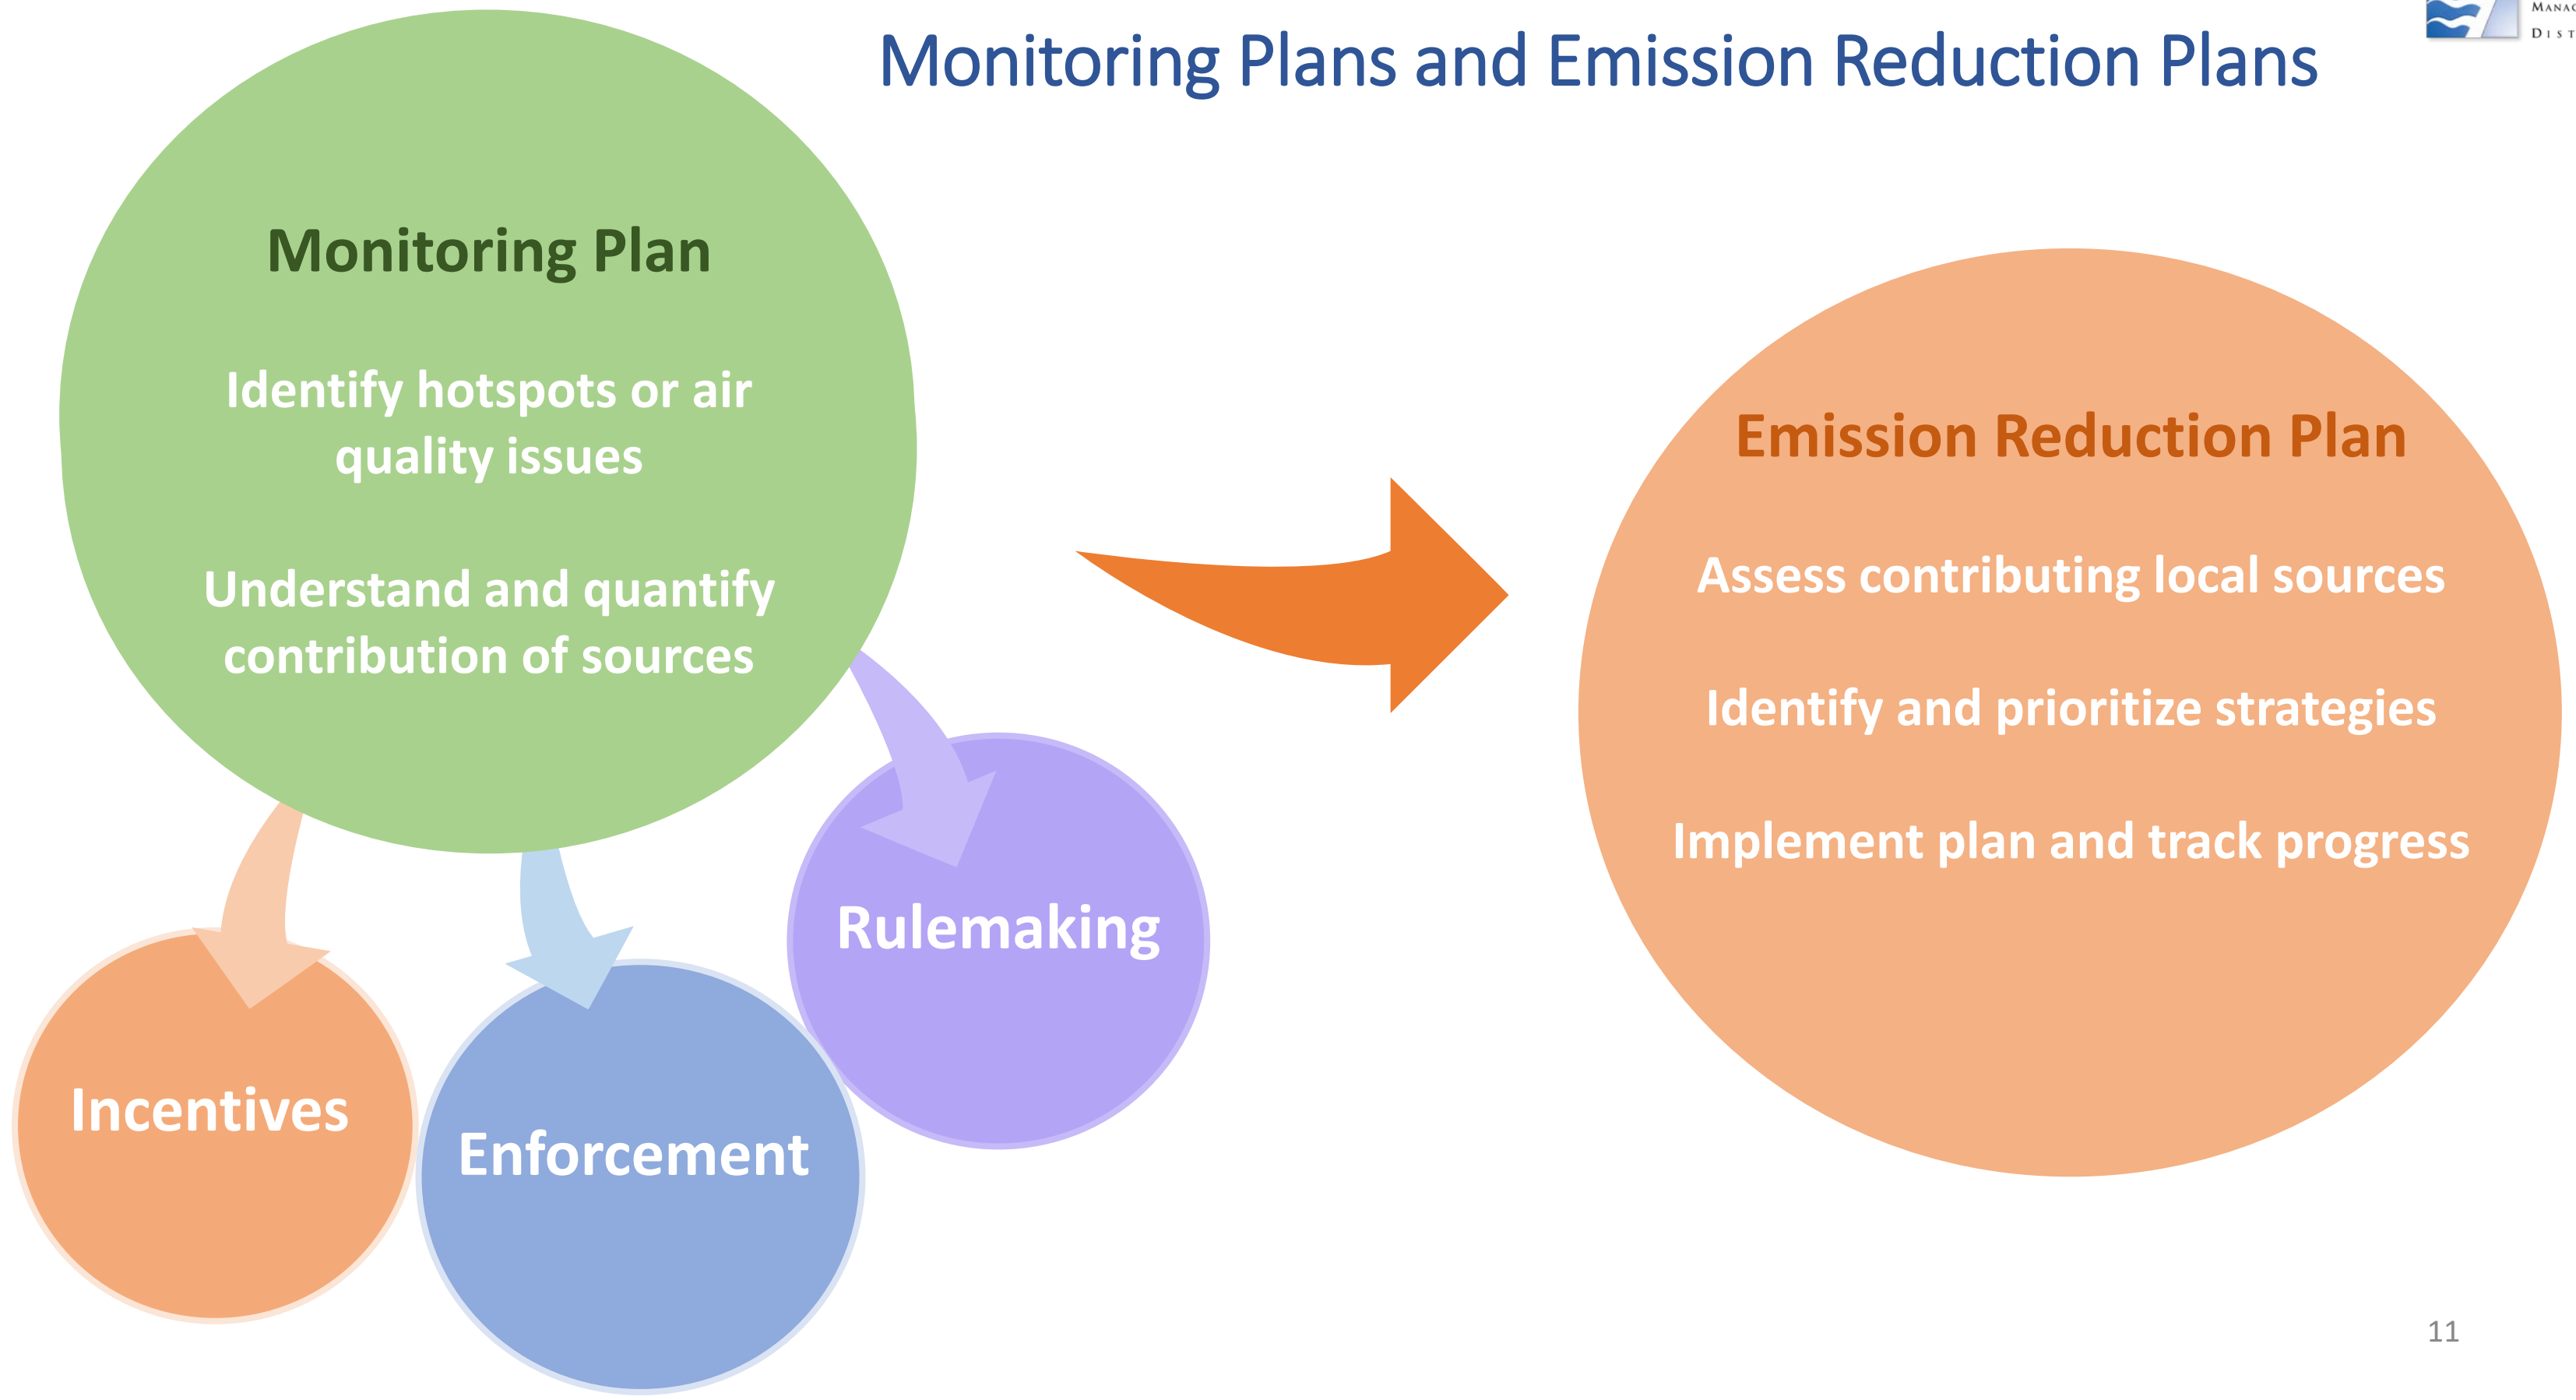 Monitoring Plans and Emission Reduction Plans
Monitoring Plan
Identify hotspots or air
quality issues
Understand and quantify
contribution of sources
Emission Reduction Plan
Assess contributing local sources
Identify and prioritize strategies
Implement plan and track progress
Rulemaking
Incentives
Enforcement
11